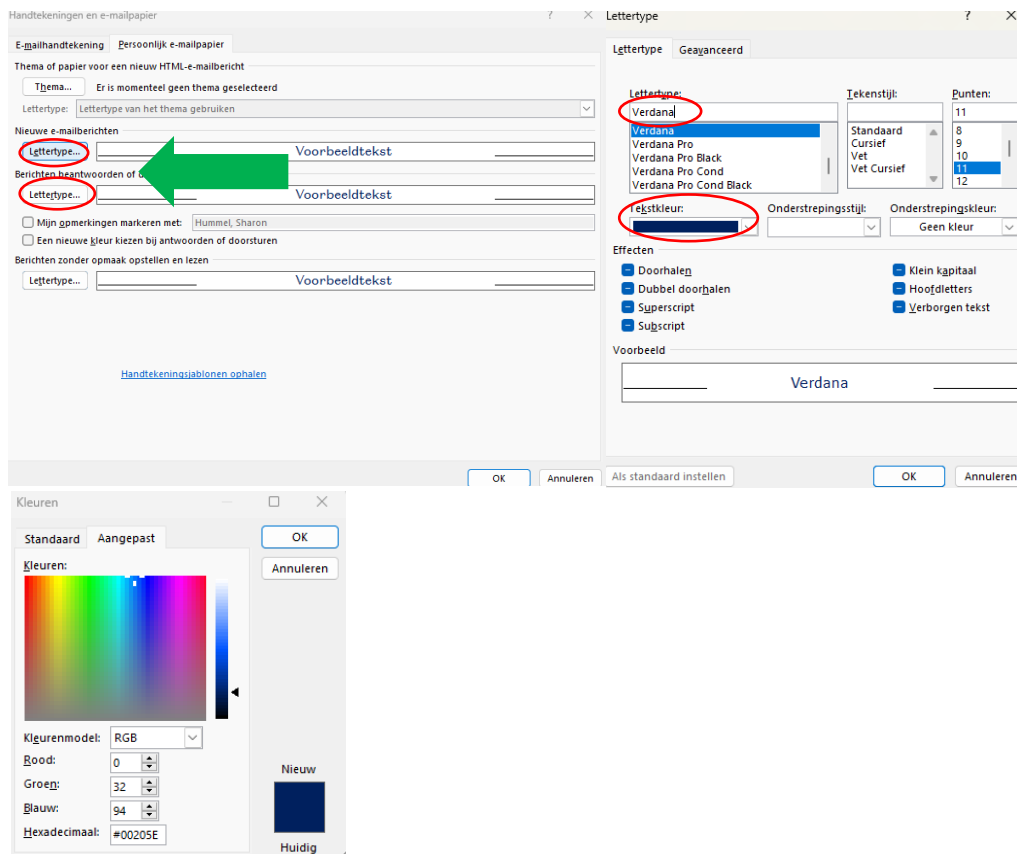 Handtekeningen en e-mailpapier ?
E-mailhandtekening Persoonlijk e-mailpapier
Thema of papier voor een nieuw HTML-e-mailbericht
Thema... Er is momenteel geen thema geselecteerd
Lettertype: Lettertype van het thema gebruiken
Nieuwe e-mailberichten
Lettertype... Voorbeeldtekst
Berichten beantwoorden of
Lettertype... Voorbeeldtekst
Mijn opmerkingen markeren met: Hummel, Sharon
Een nieuwe kleur kiezen bij antwoorden of doorsturen
Berichten zonder opmaak opstellen en lezen
Lettertype... Voorbeeldtekst
Handtekeningsjablonen ophalen
OK Annuleren
Lettertype ?
Lettertype Geavanceerd
Lettertype: Tekenstijl: Punten:
Verdana 11
Verdana
Verdana Pro
Verdana Pro Black
Verdana Pro Cond
Verdana Pro Cond Black
Standaard
Cursief
Vet
Vet Cursief
8
9
10
11
12
Tekstkleur: Onderstrepingsstijl: Onderstrepingskleur:
Geen kleur
Effecten
Doorhalen
Dubbel doorhalen
Superscript
Subscript
Klein kapitaal
Hoofdletters
Verborgen tekst
Voorbeeld
Verdana
Als standaard instellen OK Annuleren
Kleuren
Standaard Aangepast
OK
Annuleren
Kleuren:
Kleurenmodel: RGB
Rood: 0
Groen: 32
Blauw: 94
Hexadecimaal: #00205E
Nieuw
Huidig